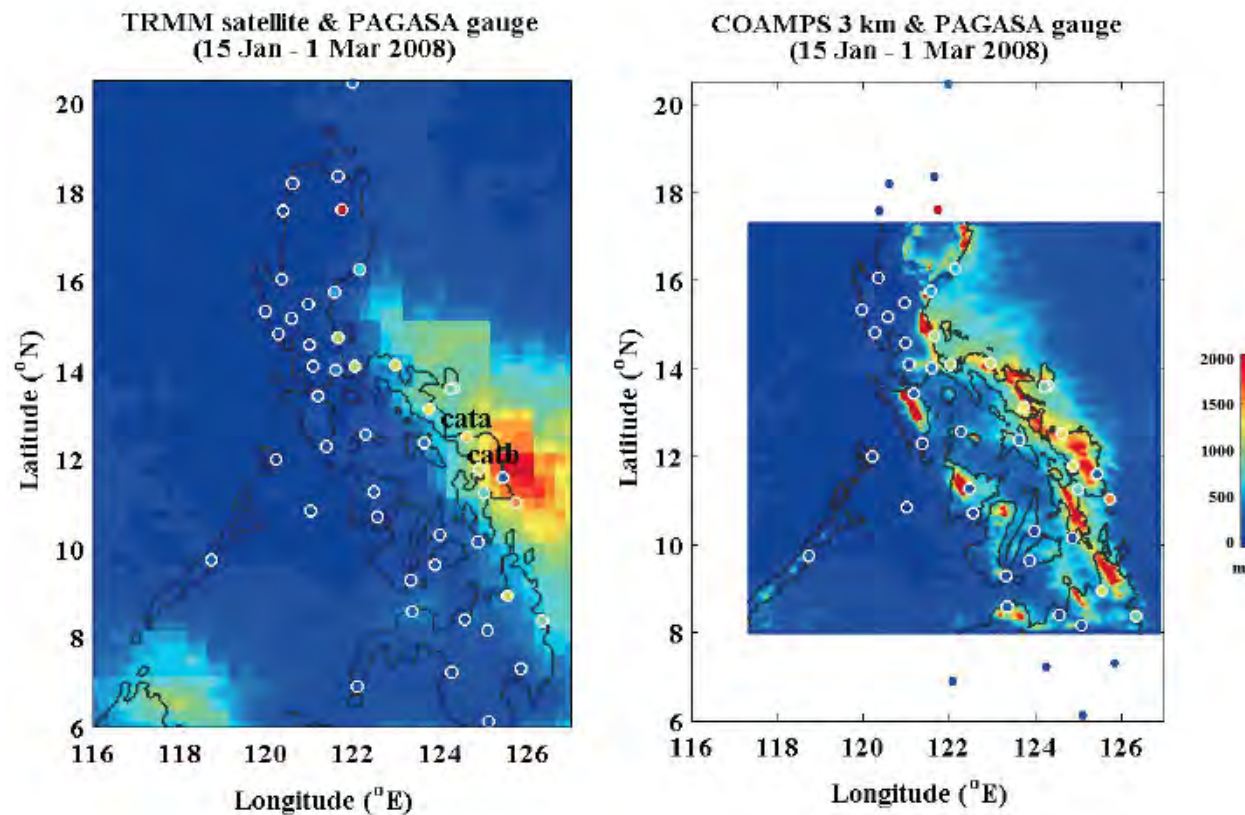 TRMM satellite & PAGASA gauge
(15 Jan - 1 Mar 2008)
20
18
16
14
12
10
8
6
116 118 120 122 124 126
Latitude (°N)
Longitude (°E)
cata
catb
COAMPS 3 km & PAGASA gauge
(15 Jan - 1 Mar 2008)
20
18
16
14
12
10
8
6
116 118 120 122 124 126
Latitude (°N)
Longitude (°E)
2000
1500
1000
500
0